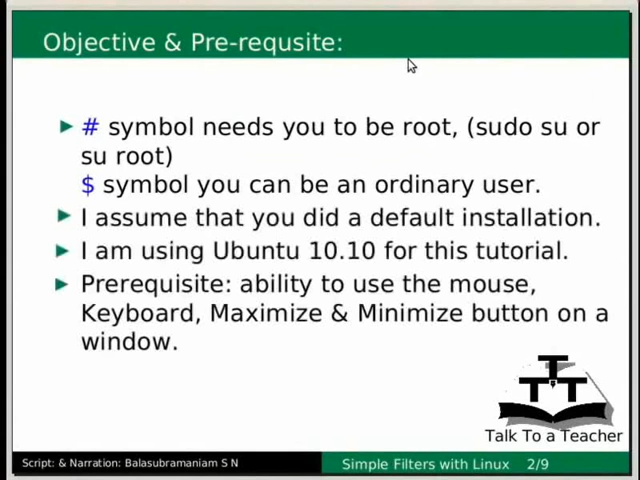 Objective & Pre-requsite:
# symbol needs you to be root, (sudo su or
su root)
$ symbol you can be an ordinary user.
I assume that you did a default installation.
I am using Ubuntu 10.10 for this tutorial.
Prerequisite: ability to use the mouse,
Keyboard, Maximize & Minimize button on a
window.
T
T T
Talk To a Teacher
Script: & Narration: Balasubramaniam S N
Simple Filters with Linux 2/9